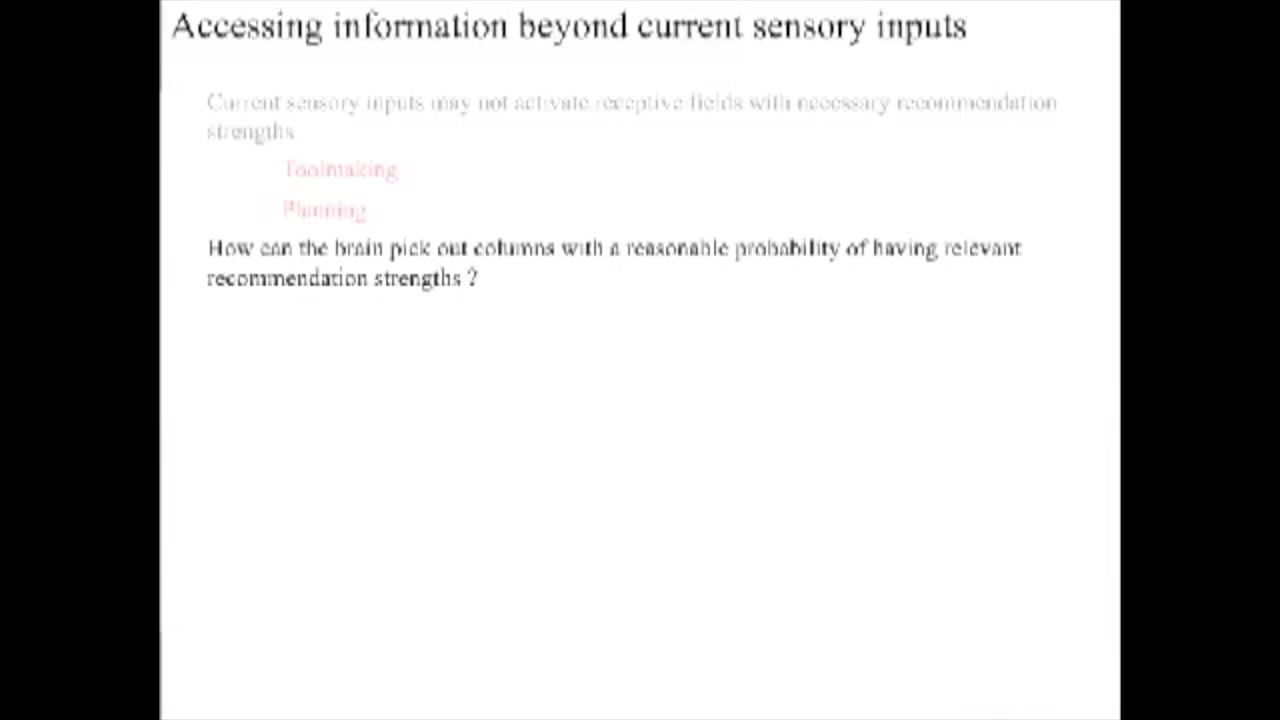 Accessing information beyond current sensory inputs
Current sensory inputs may not activate receptive fields with necessary recommendation
strengths
Toolmaking
Planning
How can the brain pick out columns with a reasonable probability of having relevant
recommendation strengths ?